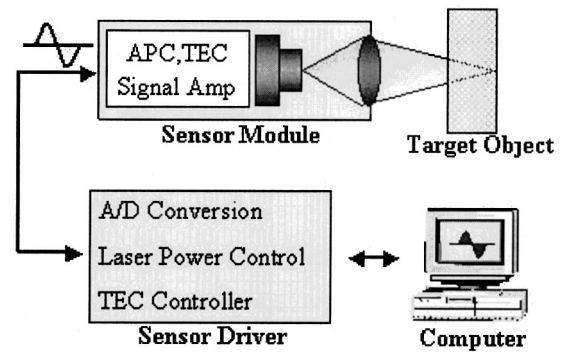 APC,TEC
Signal Amp
Sensor Module
Target Object
A/D Conversion
Laser Power Control
TEC Controller
Sensor Driver
Computer